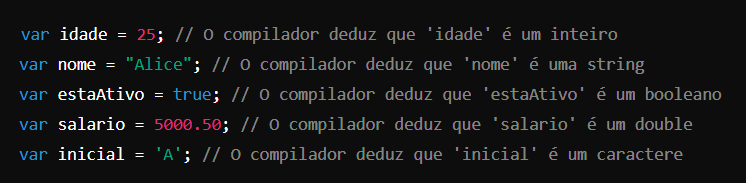 var idade = 25; // O compilador deduz que 'idade' é um inteiro
var nome = "Alice"; // O compilador deduz que 'nome' é uma string
var estaAtivo = true; // O compilador deduz que 'estaAtivo' é um booleano
var salario = 5000.50; // O compilador deduz que 'salario' é um double
var inicial = 'A'; // O compilador deduz que 'inicial' é um caractere